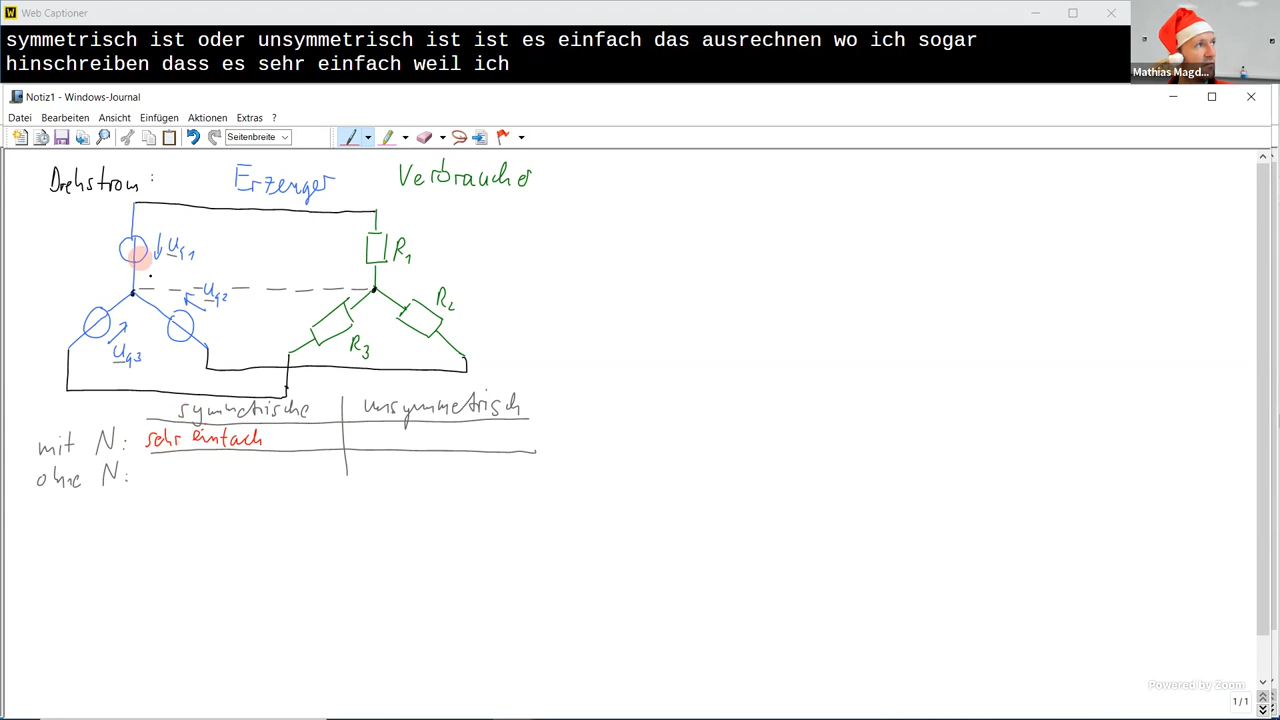 Web Captioner
symmetrisch ist oder unsymmetrisch ist ist es einfach das ausrechnen wo ich sogar
hinschreiben dass es sehr einfach weil ich
Mathias Magd...
Notiz1 - Windows-Journal
Datei Bearbeiten Ansicht Einfügen Aktionen Extras ?
Seitenbreite
Drehstrom: Erzeuger Verbraucher
U q1
R1
U q2
R2
U q3
R3
symmetrische unsymmetrisch
mit N: sehr einfach
ohne N:
Powered by Zoom
1/1